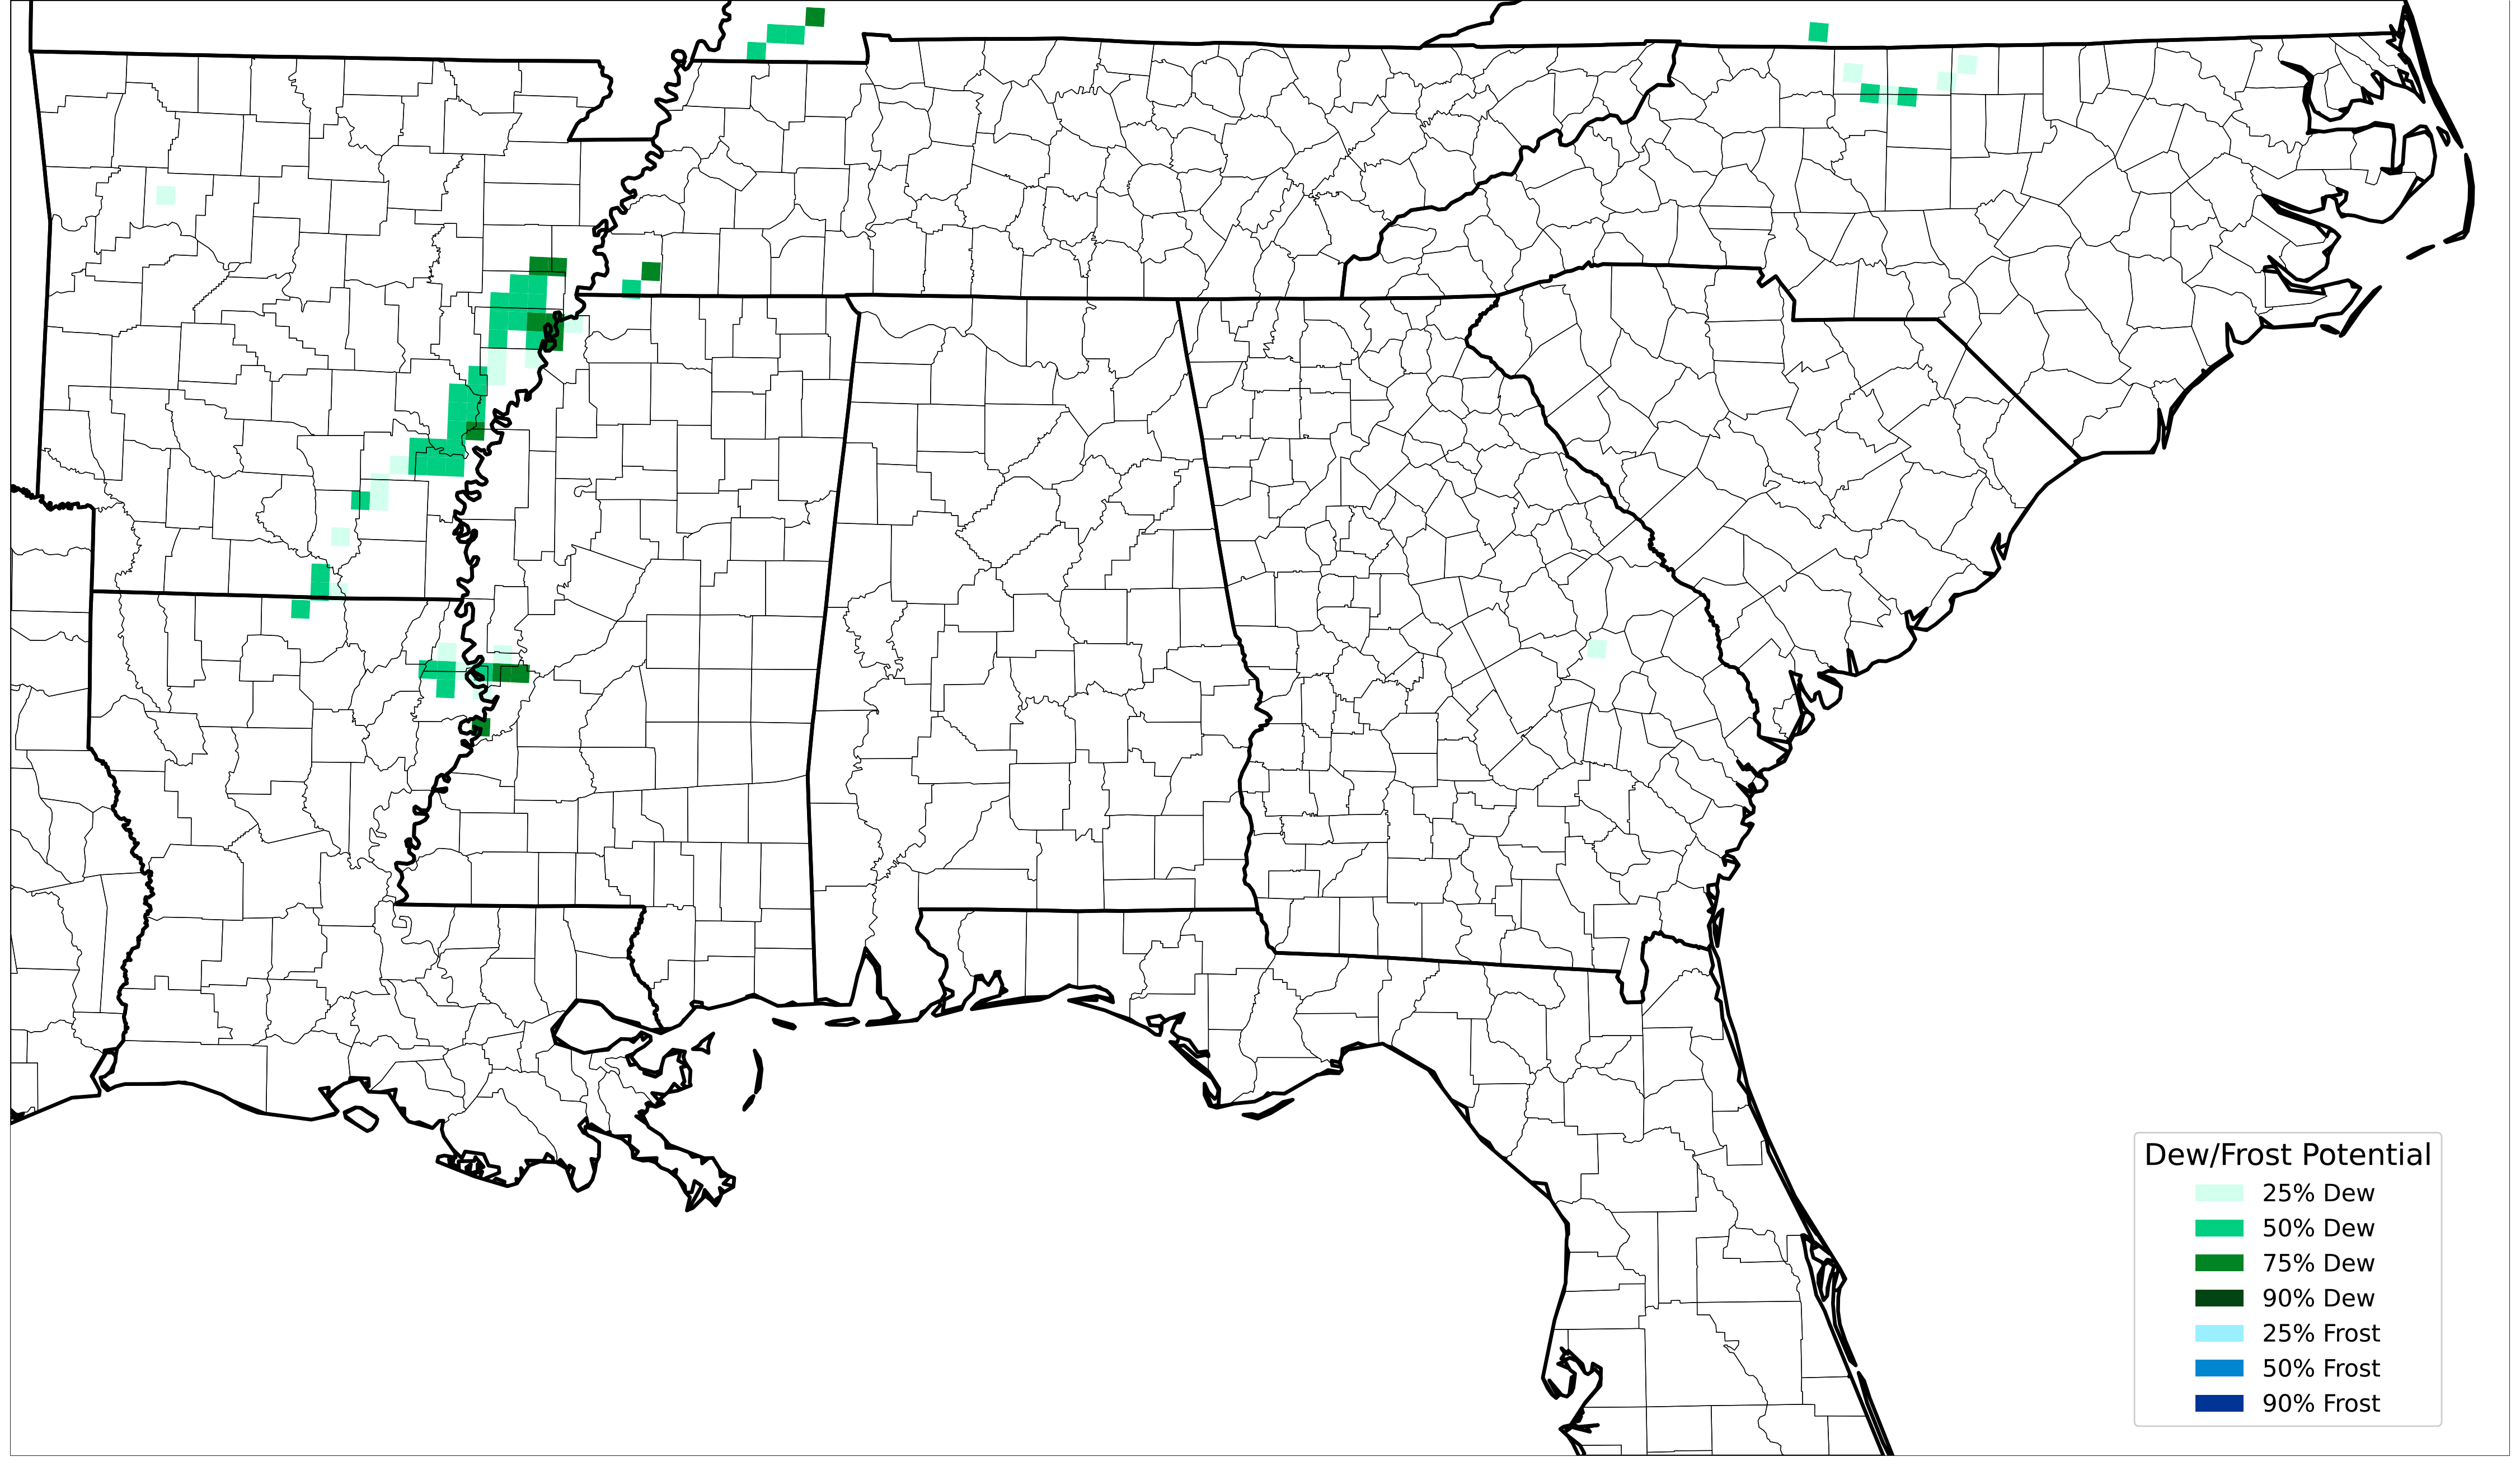 Dew/Frost Potential
25% Dew
50% Dew
75% Dew
90% Dew
25% Frost
50% Frost
90% Frost